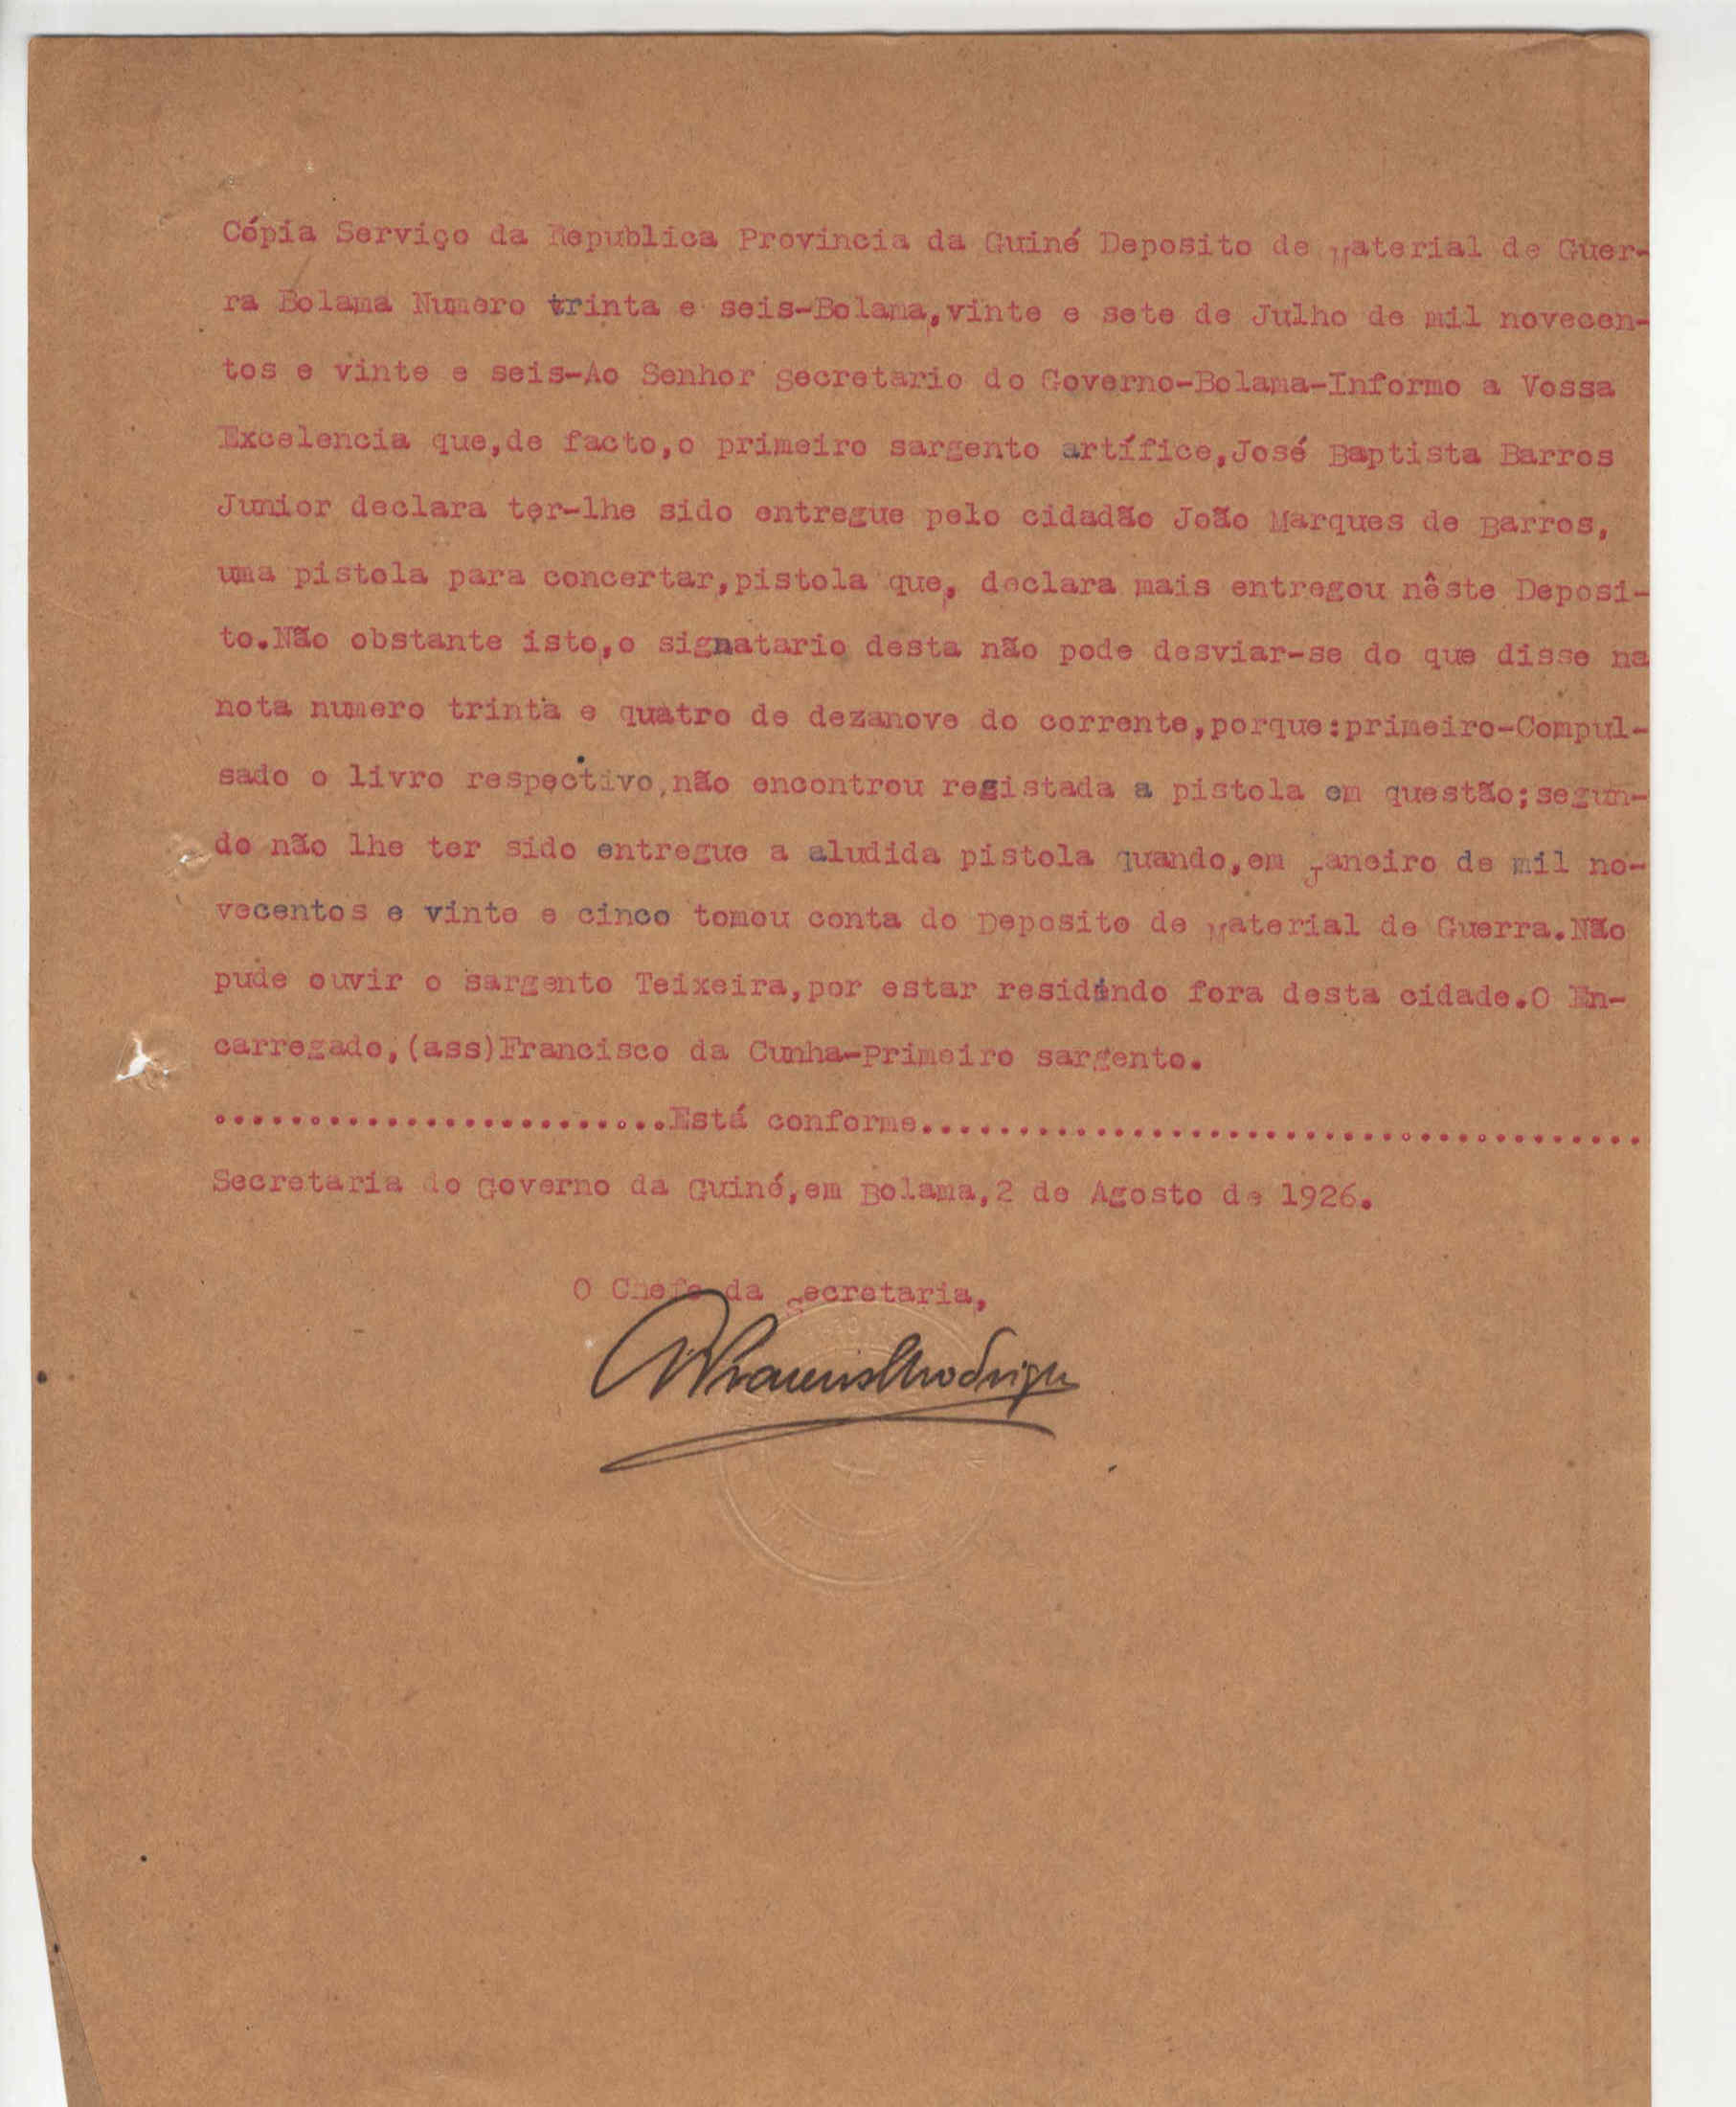 Cópia Serviço da Republica Provincia da Guiné Deposito de Material de Guer-
ra Bolama Numero trinta e seis-Bolama,vinte e sete de Julho de mil novecen-
tos e vinte e seis-Ao Senhor Secretario do Governo-Bolama-Informo a Vossa
Excelencia que,de facto,o primeiro sargento artífice,José Baptista Barros
Junior declara ter-lhe sido entregue pelo cidadão João Marques de Barros,
uma pistola para concertar,pistola que, declara mais entregou nêste Deposi-
to.Não obstante isto,o signatario desta não pode desviar-se do que disse na
nota numero trinta e quatro de dezanove do corrente,porque:primeiro-Compul-
sado o livro respectivo,não encontrou registada a pistola em questão;segun-
do não lhe ter sido entregue a aludida pistola quando,em Janeiro de mil no-
vecentos e vinte e cinco tomou conta do Deposito de Material de Guerra.Não
pude ouvir o sargento Teixeira,por estar residindo fora desta cidade.O En-
carregado,(ass)Francisco da Cunha-Primeiro sargento.
........................Está conforme......................................
Secretaria do Governo da Guiné,em Bolama,2 de Agosto de 1926.
O Chefe da Secretaria,